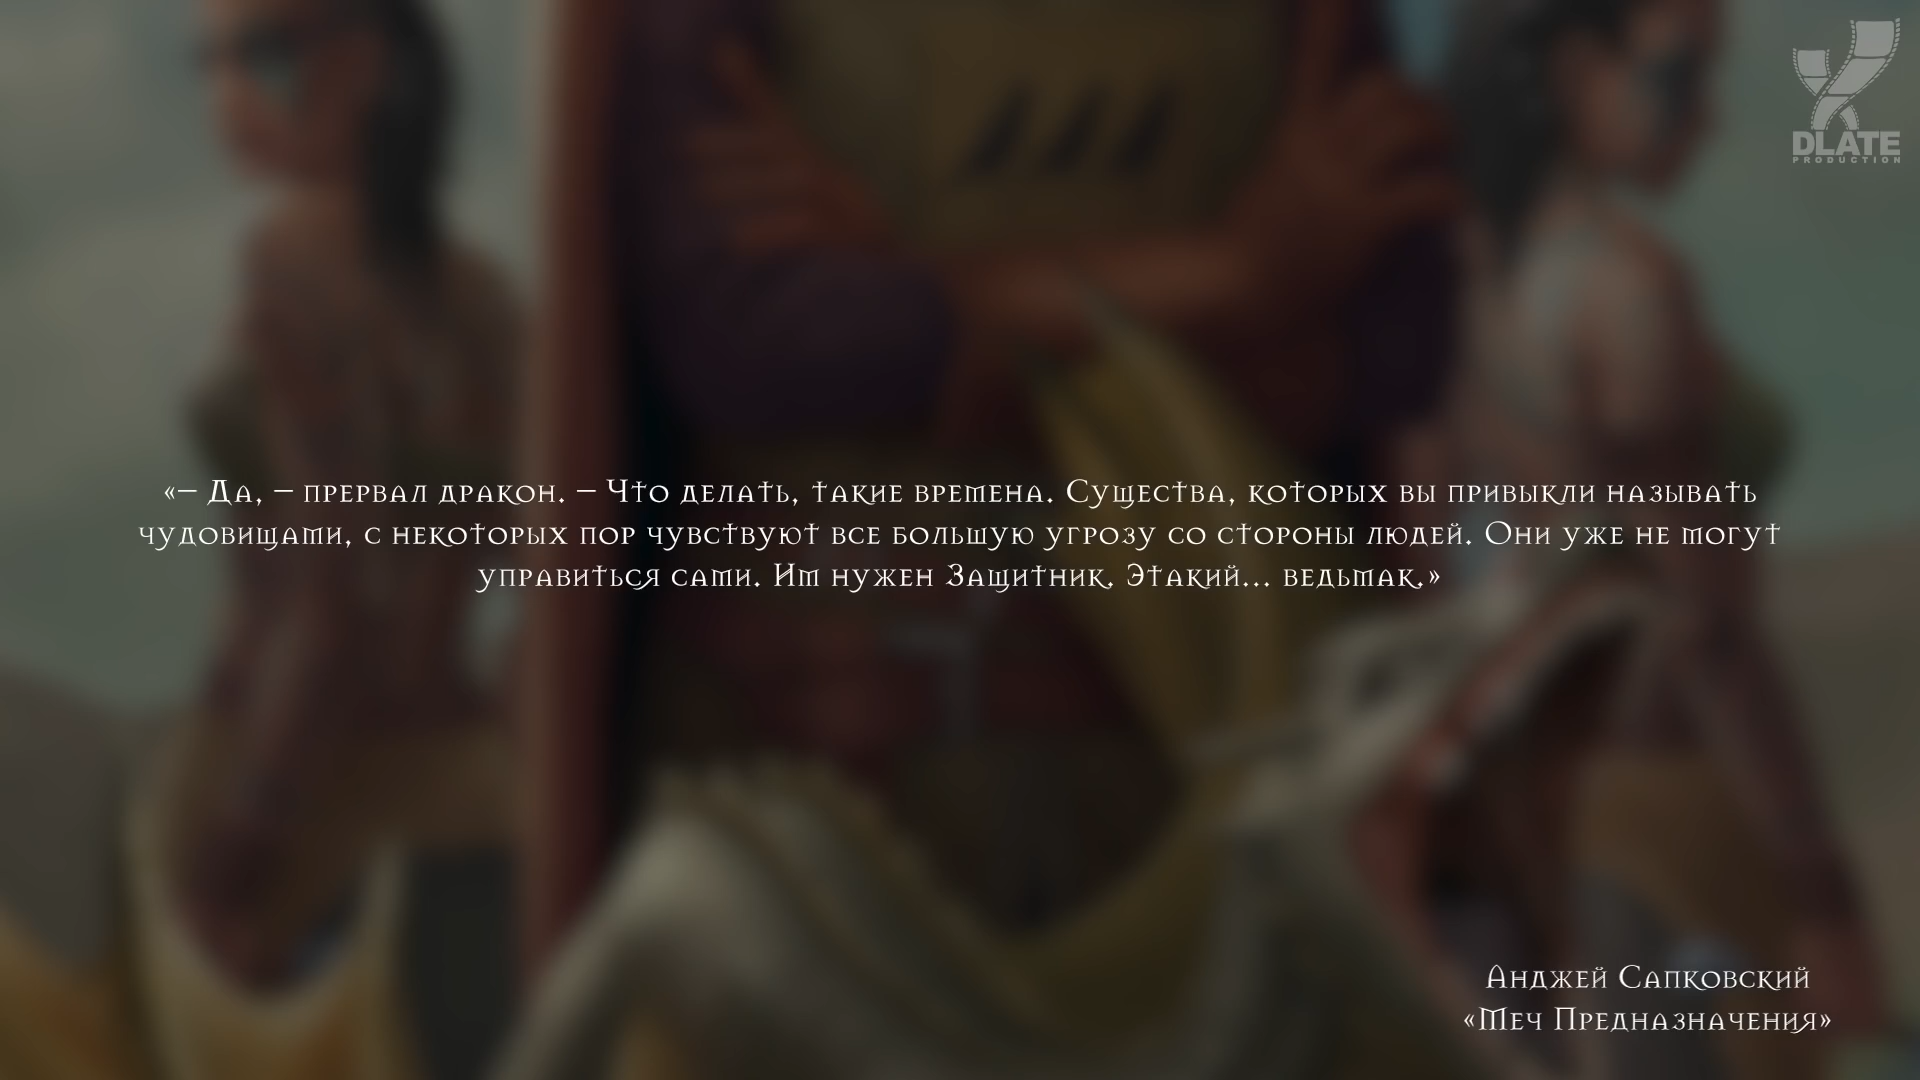 DLATE
PRODUCTION
«– Да, – прервал дракон. – Что делать, такие времена. Существа, которых вы привыкли называть
чудовищами, с некоторых пор чувствуют все большую угрозу со стороны людей. Они уже не могут
управиться сами. Им нужен Защитник. Этакий... ведьмак.»
Анджей Сапковский
«Меч Предназначения»